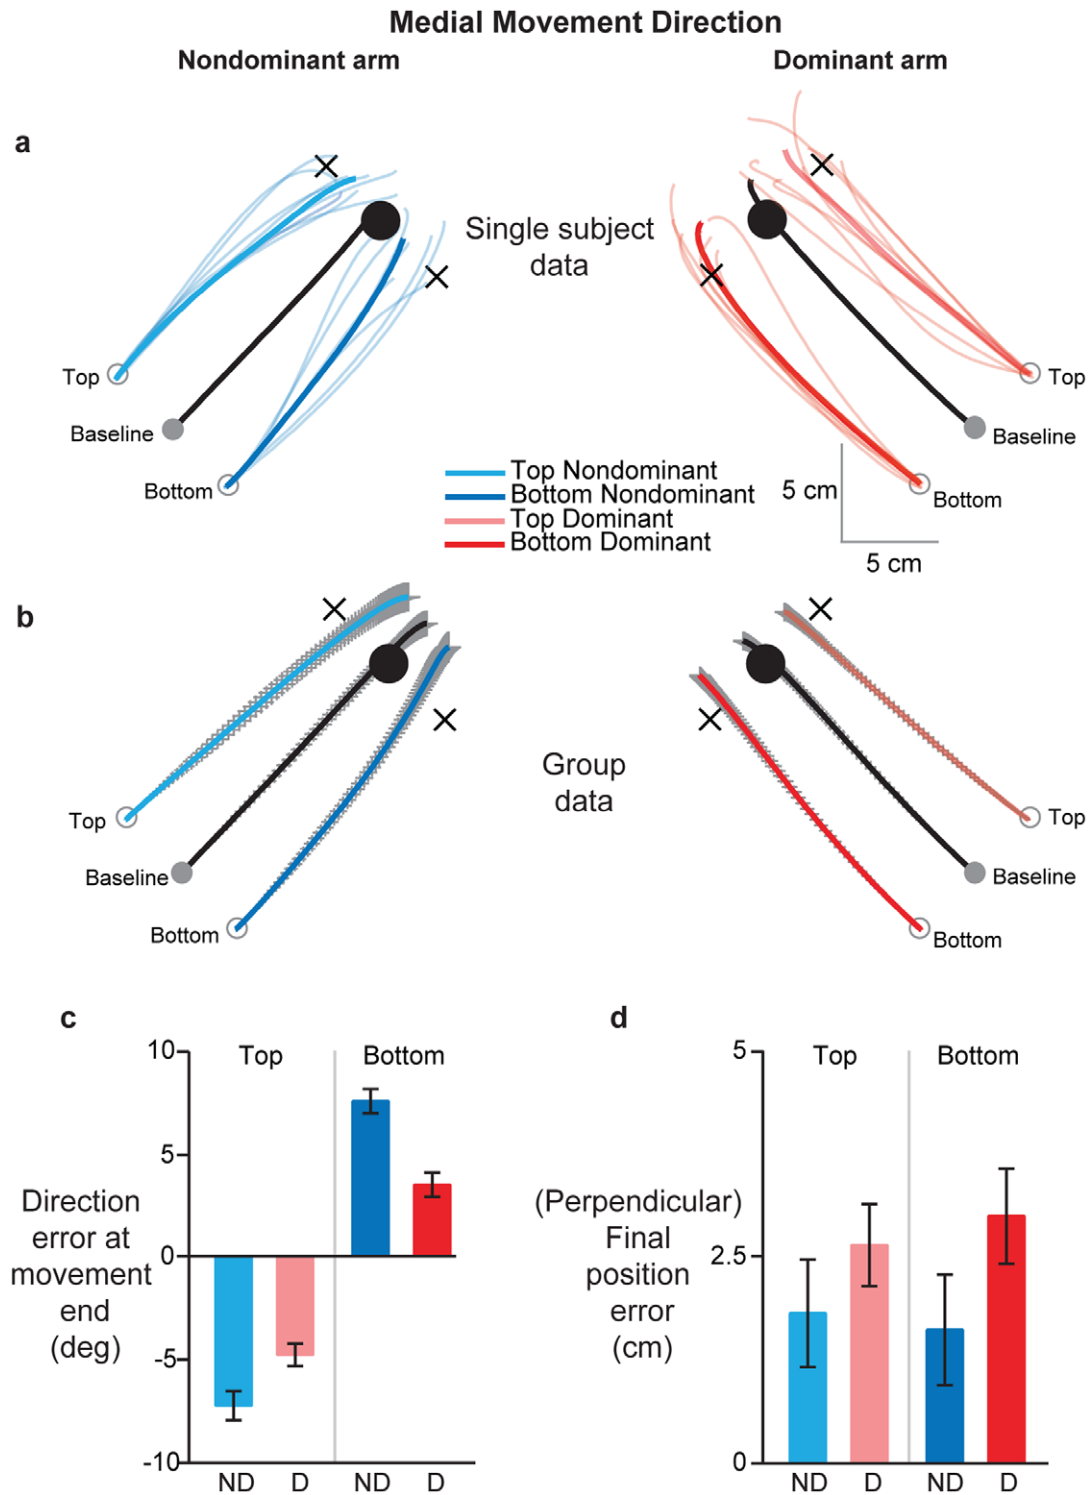 Medial Movement Direction
Nondominant arm
Dominant arm
a
Single subject
data
Top
Baseline
Bottom
Top
Baseline
Bottom
Top Nondominant
Bottom Nondominant
Top Dominant
Bottom Dominant
5 cm
5 cm
b
Group
data
Top
Baseline
Bottom
Top
Baseline
Bottom
c
Top
Bottom
10
5
0
-5
-10
Direction
error at
movement
end
(deg)
ND
D
ND
D
d
Top
Bottom
5
2.5
0
(Perpendicular)
Final
position
error
(cm)
ND
D
ND
D